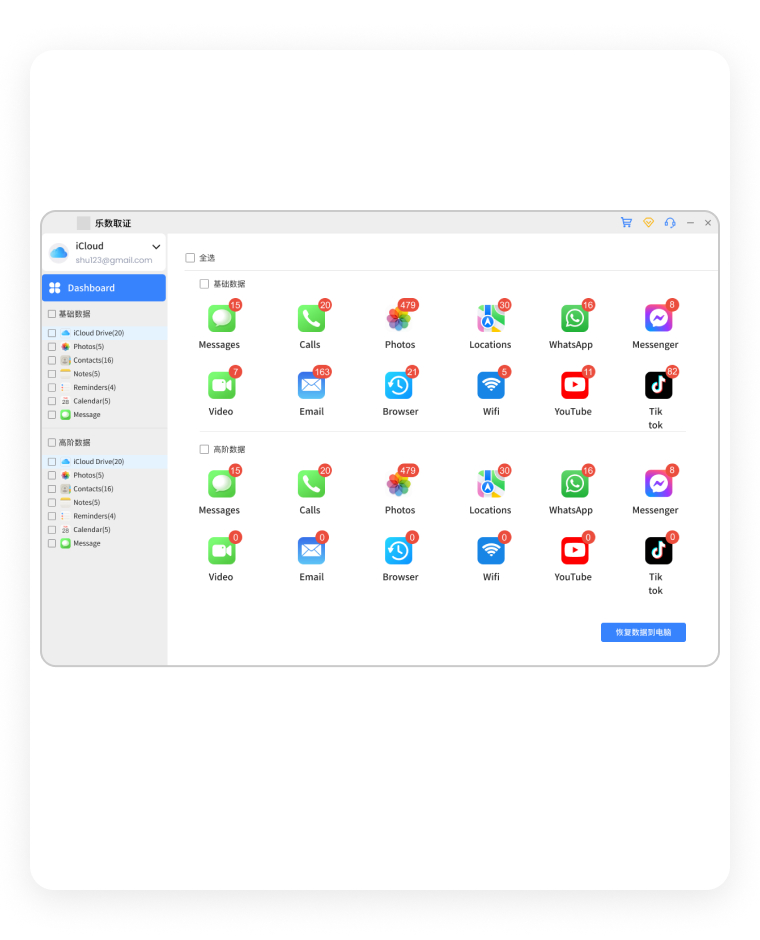 乐数取证
iCloud
shu123@gmail.com
全选
Dashboard
基础数据
iCloud Drive(20)
Photos(5)
Contacts(16)
Notes(5)
Reminders(4)
28
Calendar(5)
Message
高阶数据
iCloud Drive(20)
Photos(5)
Contacts(16)
Notes(5)
Reminders(4)
28
Calendar(5)
Message
基础数据
15 20 479 30 16 8
Messages Calls Photos Locations WhatsApp Messenger
7 163 21 5 11 82
Video Email Browser Wifi YouTube Tik
tok
高阶数据
15 20 479 30 16 8
Messages Calls Photos Locations WhatsApp Messenger
0 0 0 0 0 0
Video Email Browser Wifi YouTube Tik
tok
恢复数据到电脑